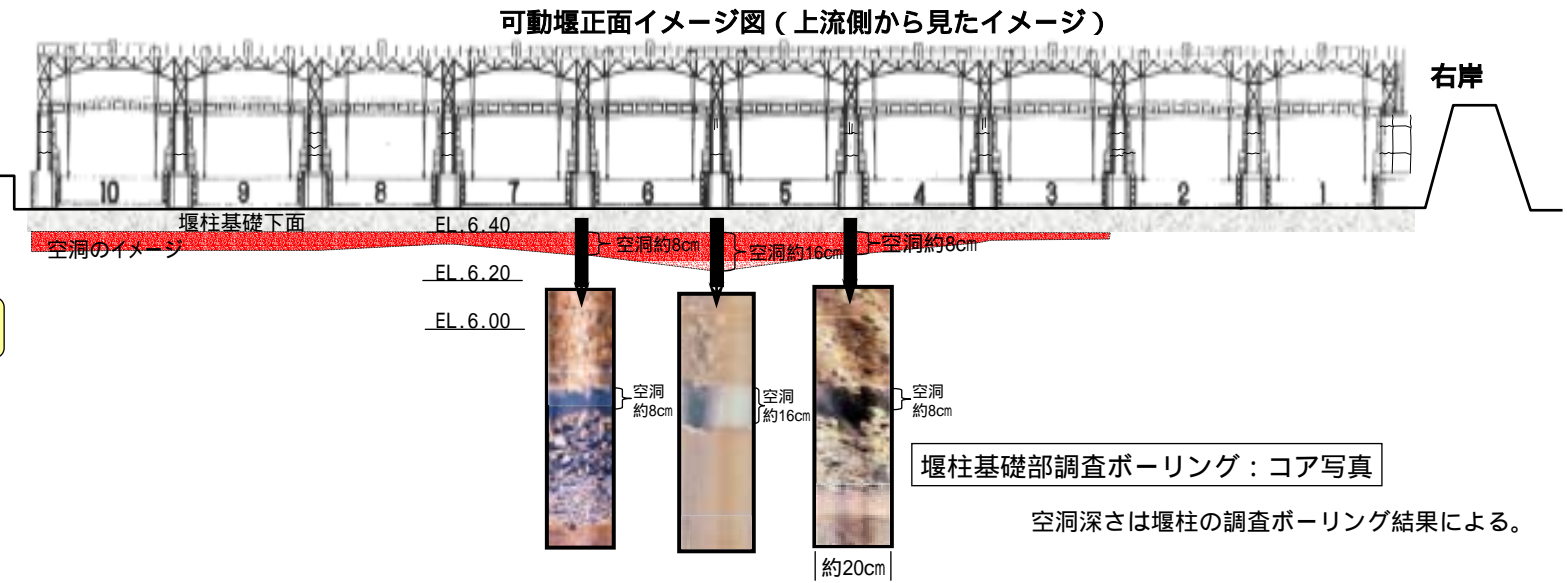 可動堰正面イメージ図（上流側から見たイメージ）
右岸
10 9 8 7 6 5 4 3 2 1
堰柱基礎下面
EL.6.40
空洞のイメージ
空洞約8㎝
空洞約16㎝
空洞約8㎝
EL.6.20
EL.6.00
空洞
約8㎝
空洞
約16㎝
空洞
約8㎝
堰柱基礎部調査ボーリング：コア写真
空洞深さは堰柱の調査ボーリング結果による。
約20㎝